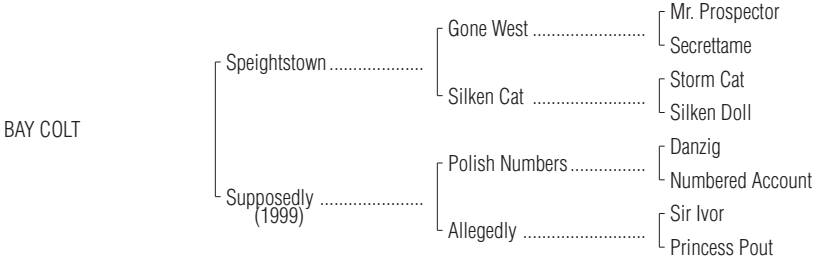 Mr. Prospector
Gone West ........................
Secrettame
Speightstown ....................
Storm Cat
Silken Cat ........................
Silken Doll
BAY COLT
Danzig
Polish Numbers ................
Numbered Account
Supposedly ......................
(1999)
Sir Ivor
Allegedly ..........................
Princess Pout